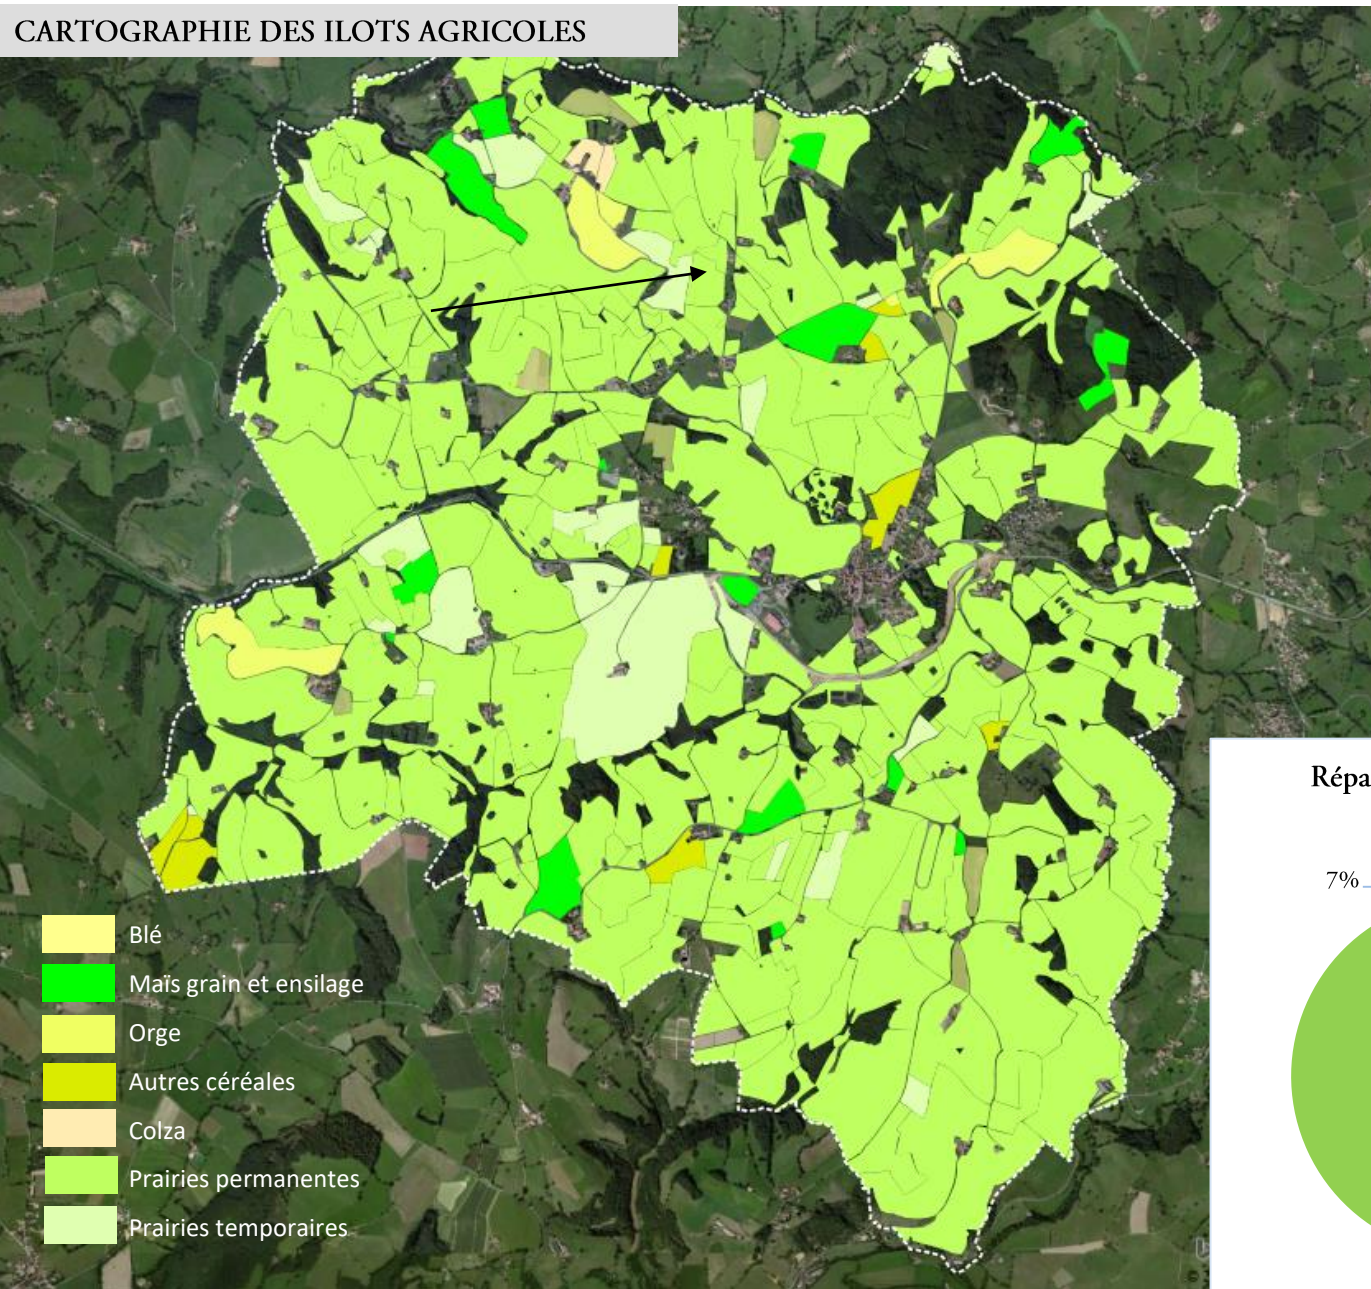 CARTOGRAPHIE DES ILOTS AGRICOLES
Répa
7%
Blé
Maïs grain et ensilage
Orge
Autres céréales
Colza
Prairies permanentes
Prairies temporaires
©